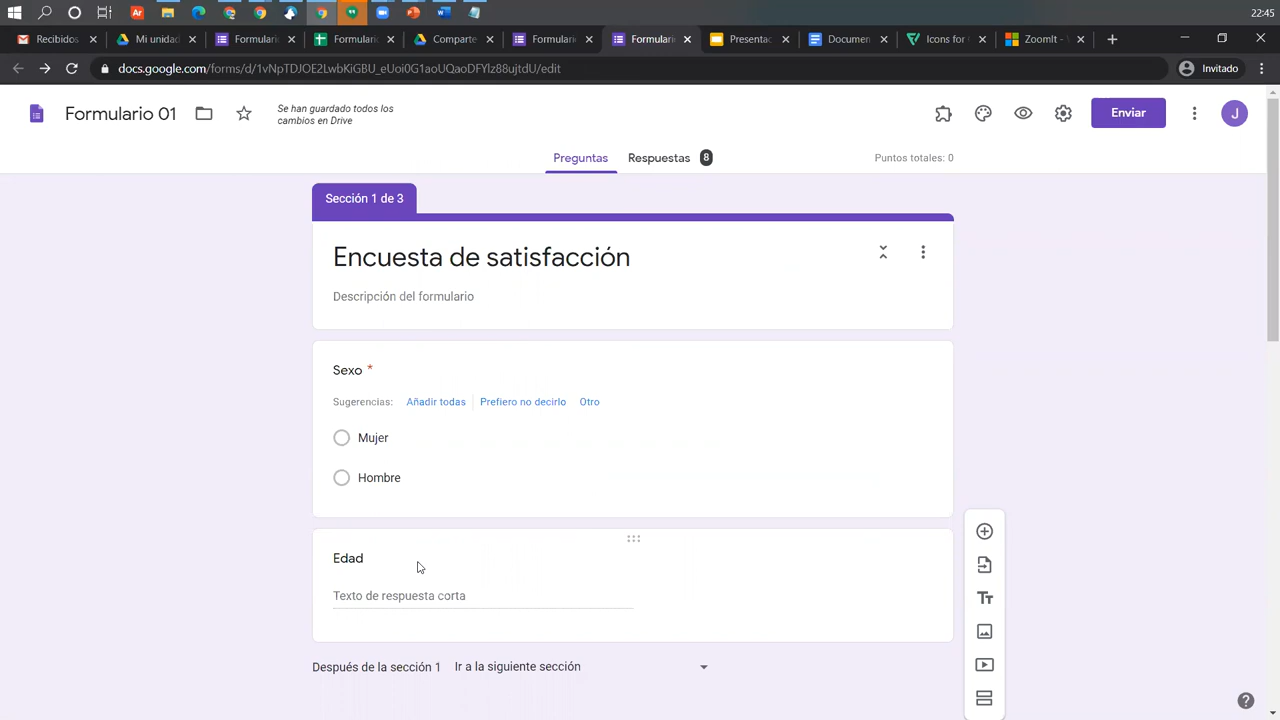 22:45
Recibidos
Mi unidad
Formulari
Formulari
Comparte
Formulari
Formulari
Presentac
Documen
Icons for
ZoomIt - V
docs.google.com/forms/d/1vNpTDJOE2LwbKiGBU_eUoi0G1aoUQaoDFYlz88ujtdU/edit
Invitado
Formulario 01
Se han guardado todos los
cambios en Drive
Enviar
J
Preguntas
Respuestas 8
Puntos totales: 0
Sección 1 de 3
Encuesta de satisfacción
Descripción del formulario
Sexo *
Sugerencias: Añadir todas Prefiero no decirlo Otro
Mujer
Hombre
Edad
Texto de respuesta corta
Después de la sección 1 Ir a la siguiente sección